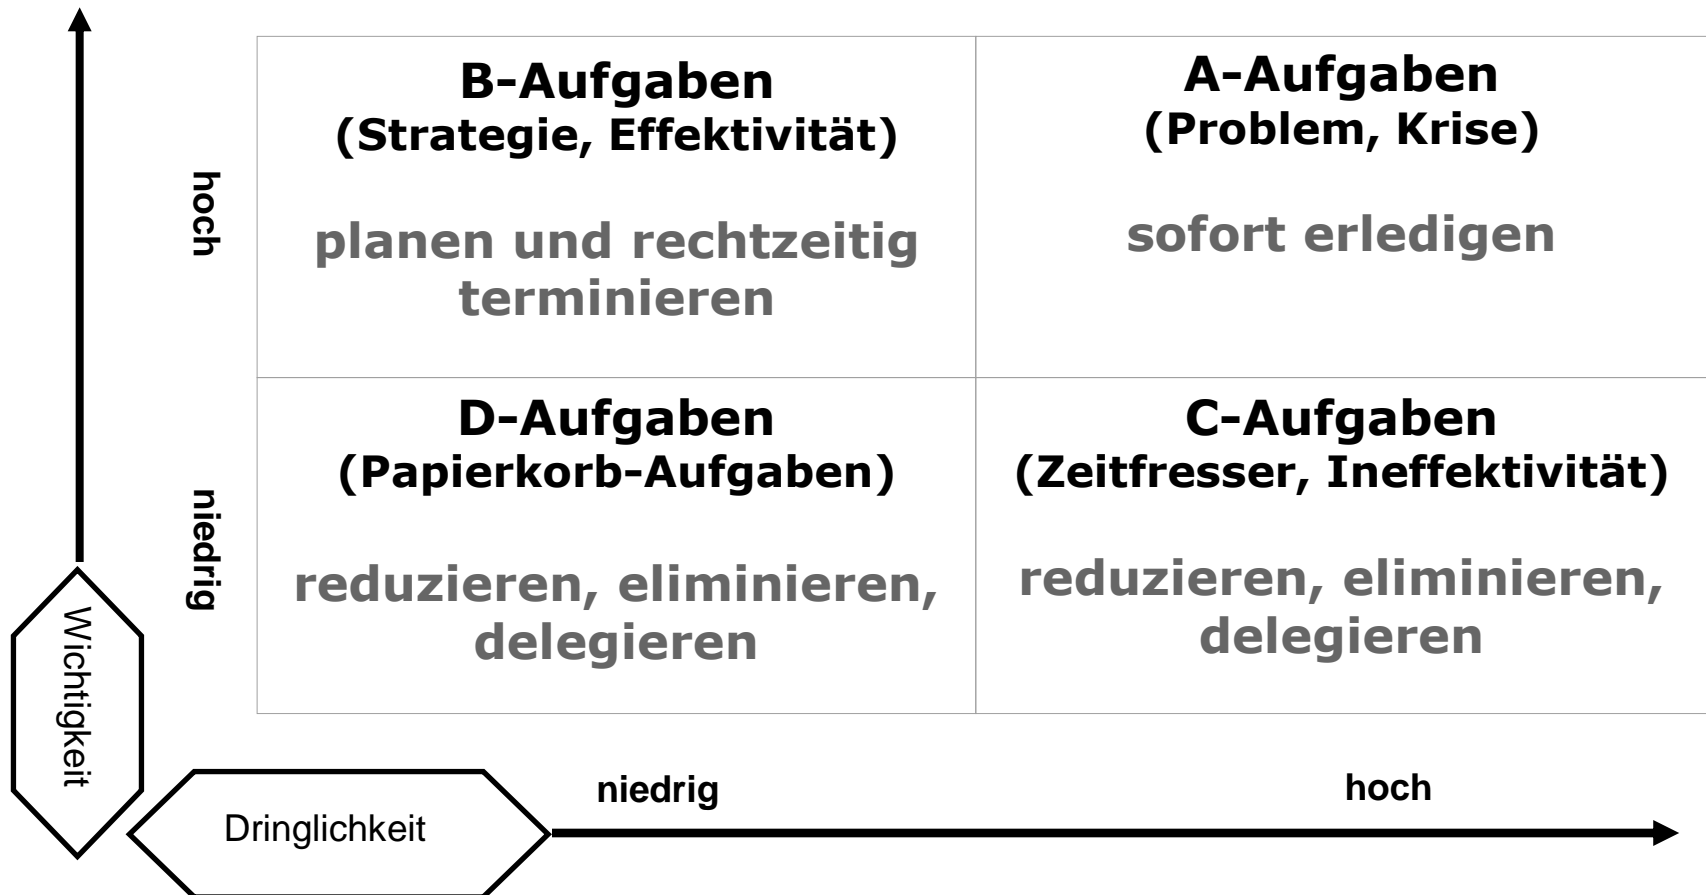 B-Aufgaben
(Strategie, Effektivität)
planen und rechtzeitig
terminieren
A-Aufgaben
(Problem, Krise)
sofort erledigen
hoch
D-Aufgaben
(Papierkorb-Aufgaben)
reduzieren, eliminieren,
delegieren
C-Aufgaben
(Zeitfresser, Ineffektivität)
reduzieren, eliminieren,
delegieren
niedrig
Wichtigkeit
Dringlichkeit
niedrig
hoch